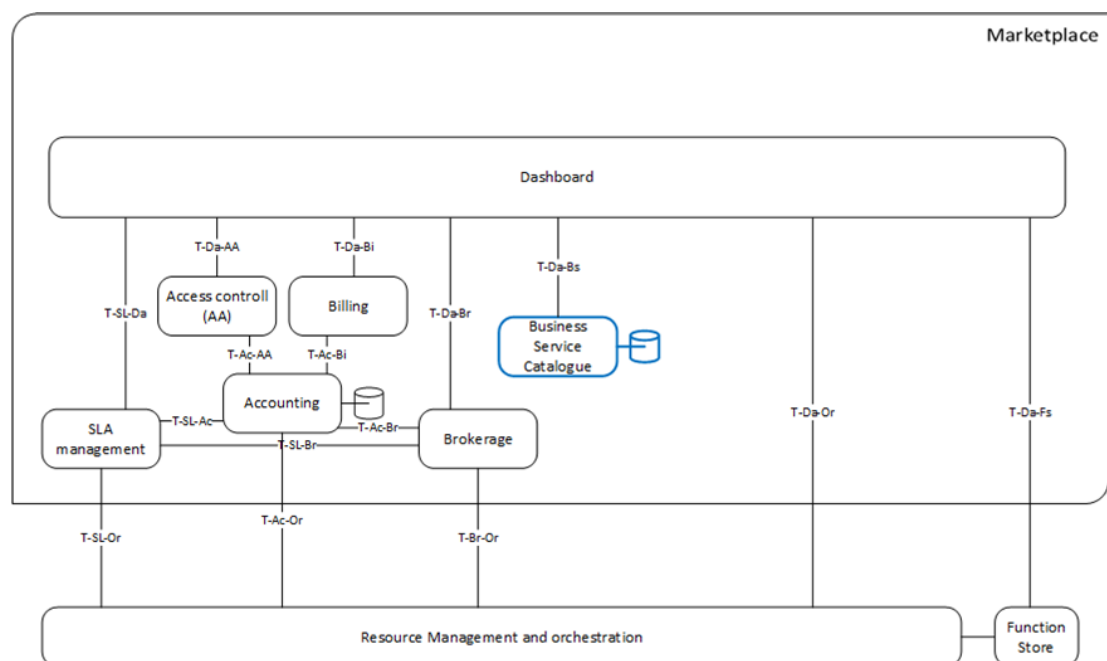 Marketplace
Dashboard
T-Da-AA
T-Da-Bi
T-Da-Bs
Access controll
(AA)
Billing
T-SL-Da
T-Da-Br
Business
Service
Catalogue
T-Ac-AA
T-Ac-Bi
Accounting
T-SL-Ac
T-Ac-Br
T-Da-Or
T-Da-Fs
SLA
management
T-SL-Br
Brokerage
T-SL-Or
T-Ac-Or
T-Br-Or
Resource Management and orchestration
Function
Store